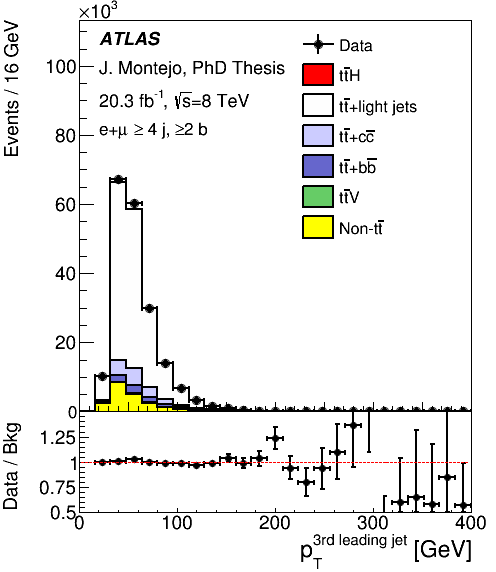 ×10³
ATLAS
J. Montejo, PhD Thesis
20.3 fb⁻¹, √s=8 TeV
e+μ ≥ 4 j, ≥2 b
Data
tt̄H
tt̄+light jets
tt̄+cc̄
tt̄+bb̄
tt̄V
Non-tt̄
Events / 16 GeV
100
80
60
40
20
0
Data / Bkg
1.25
1
0.75
0.5
0 100 200 300 400
p_T^{3rd leading jet} [GeV]